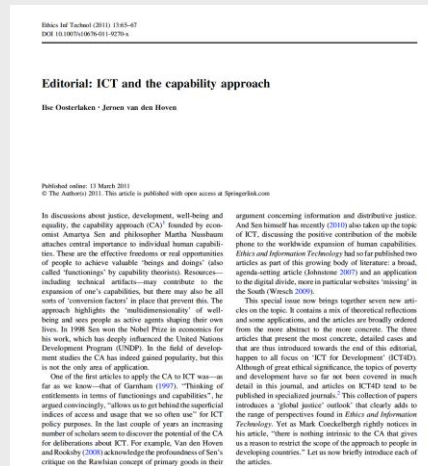 Ethics Inf Technol (2011) 13:65–67
DOI 10.1007/s10676-011-9270-x
Editorial: ICT and the capability approach
Ilse Oosterlaken · Jeroen van den Hoven
Published online: 13 March 2011
© The Author(s) 2011. This article is published with open access at Springerlink.com
In discussions about justice, development, well-being and
equality, the capability approach (CA)1 founded by econ-
omist Amartya Sen and philosopher Martha Nussbaum
attaches central importance to individual human capabili-
ties. These are the effective freedoms or real opportunities
of people to achieve valuable 'beings and doings' (also
called 'functionings' by capability theorists). Resources—
including technical artifacts—may contribute to the
expansion of one's capabilities, but there may also be all
sorts of 'conversion factors' in place that prevent this. The
approach highlights the 'multidimensionality' of well-
being and sees people as active agents shaping their own
lives. In 1998 Sen won the Nobel Prize in economics for
his work, which has deeply influenced the United Nations
Development Program (UNDP). In the field of develop-
ment studies the CA has indeed gained popularity, but this
is not the only area of application.
One of the first articles to apply the CA to ICT was—as
far as we know—that of Garnham (1997). "Thinking of
entitlements in terms of functionings and capabilities", he
argued convincingly, "allows us to get behind the superficial
indices of access and usage that we so often use" for ICT
policy purposes. In the last couple of years an increasing
number of scholars seem to discover the potential of the CA
for deliberations about ICT. For example, Van den Hoven
and Rooksby (2008) acknowledge the profoundness of Sen's
critique on the Rawlsian concept of primary goods in their
argument concerning information and distributive justice.
And Sen himself has recently (2010) also taken up the topic
of ICT, discussing the positive contribution of the mobile
phone to the worldwide expansion of human capabilities.
Ethics and Information Technology had so far published two
articles as part of this growing body of literature: a broad,
agenda-setting article (Johnstone 2007) and an application
to the digital divide, more in particular websites 'missing' in
the South (Wresch 2009).
This special issue now brings together seven new arti-
cles on the topic. It contains a mix of theoretical reflections
and some applications, and the articles are broadly ordered
from the more abstract to the more concrete. The three
articles that present the most concrete, detailed cases and
that are thus introduced towards the end of this editorial,
happen to all focus on 'ICT for Development' (ICT4D).
Although of great ethical significance, the topics of poverty
and development have so far not been covered in much
detail in this journal, and articles on ICT4D tend to be
published in specialized journals.2 This collection of papers
introduces a 'global justice' outlook that clearly adds to
the range of perspectives found in Ethics and Information
Technology. Yet as Mark Coeckelbergh rightly notices in
his article, "there is nothing intrinsic to the CA that gives
us a reason to restrict the scope of the approach to people in
developing countries." Let us now briefly introduce each of
the articles.